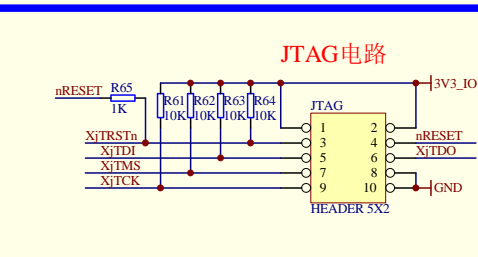 JTAG电路
3V3_IO
nRESET R65
1K
R61 R62 R63 R64
10K 10K 10K 10K
JTAG
1 2
XjTRSTn 3 4 nRESET
XjTDI 5 6 XjTDO
XjTMS 7 8
XjTCK 9 10 GND
HEADER 5X2